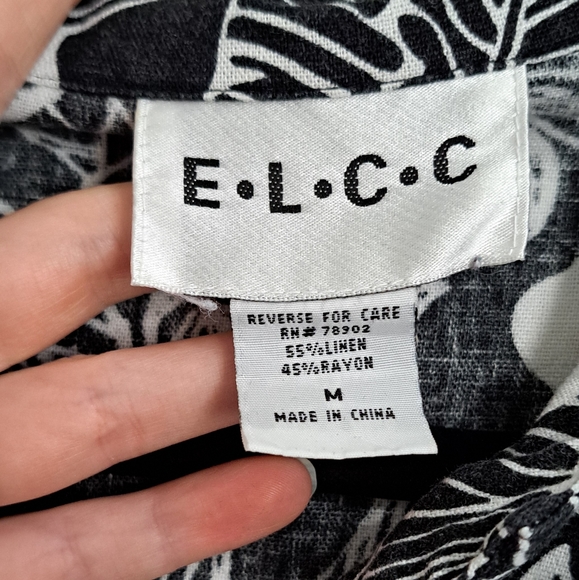 E•L•C•C
REVERSE FOR CARE
RN# 78902
55%LINEN
45%RAYON
M
MADE IN CHINA